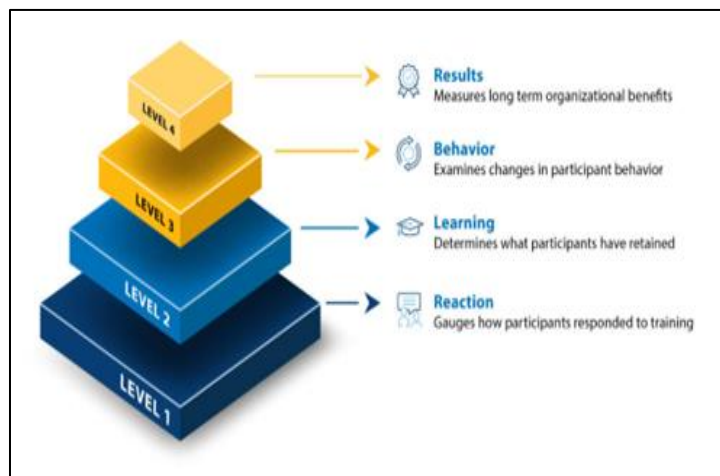 LEVEL 4
Results
Measures long term organizational benefits
LEVEL 3
Behavior
Examines changes in participant behavior
LEVEL 2
Learning
Determines what participants have retained
LEVEL 1
Reaction
Gauges how participants responded to training